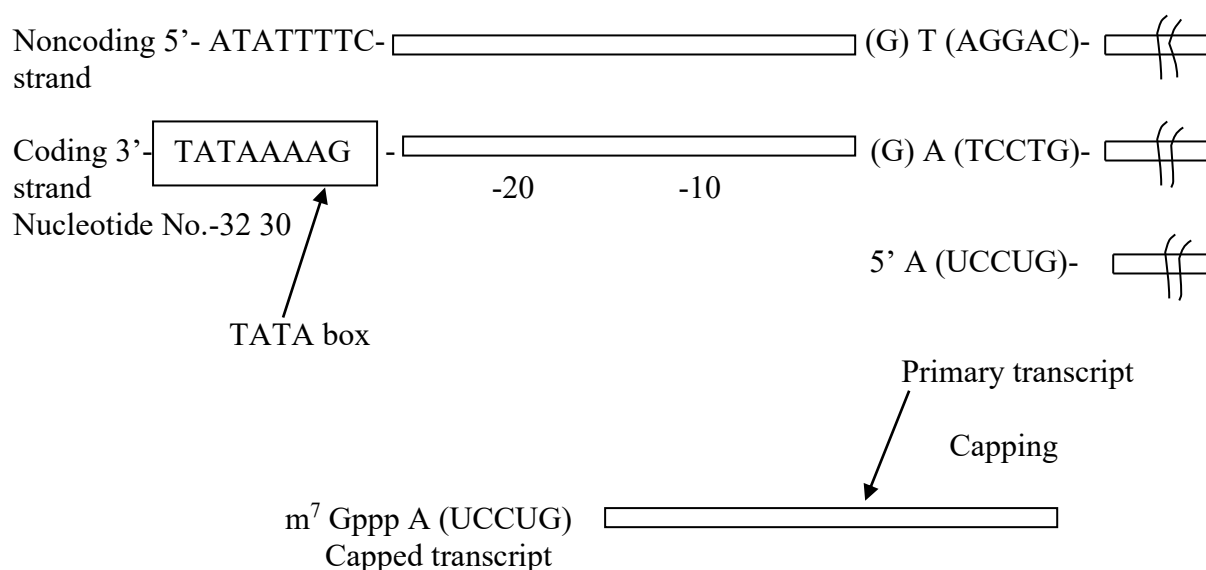 Noncoding 5’- ATATTTTC- (G) T (AGGAC)-
strand
Coding 3’- TATAAAAG - (G) A (TCCTG)-
strand -20 -10
Nucleotide No.-32 30
5’ A (UCCUG)-
TATA box
Primary transcript
Capping
m⁷ Gppp A (UCCUG)
Capped transcript